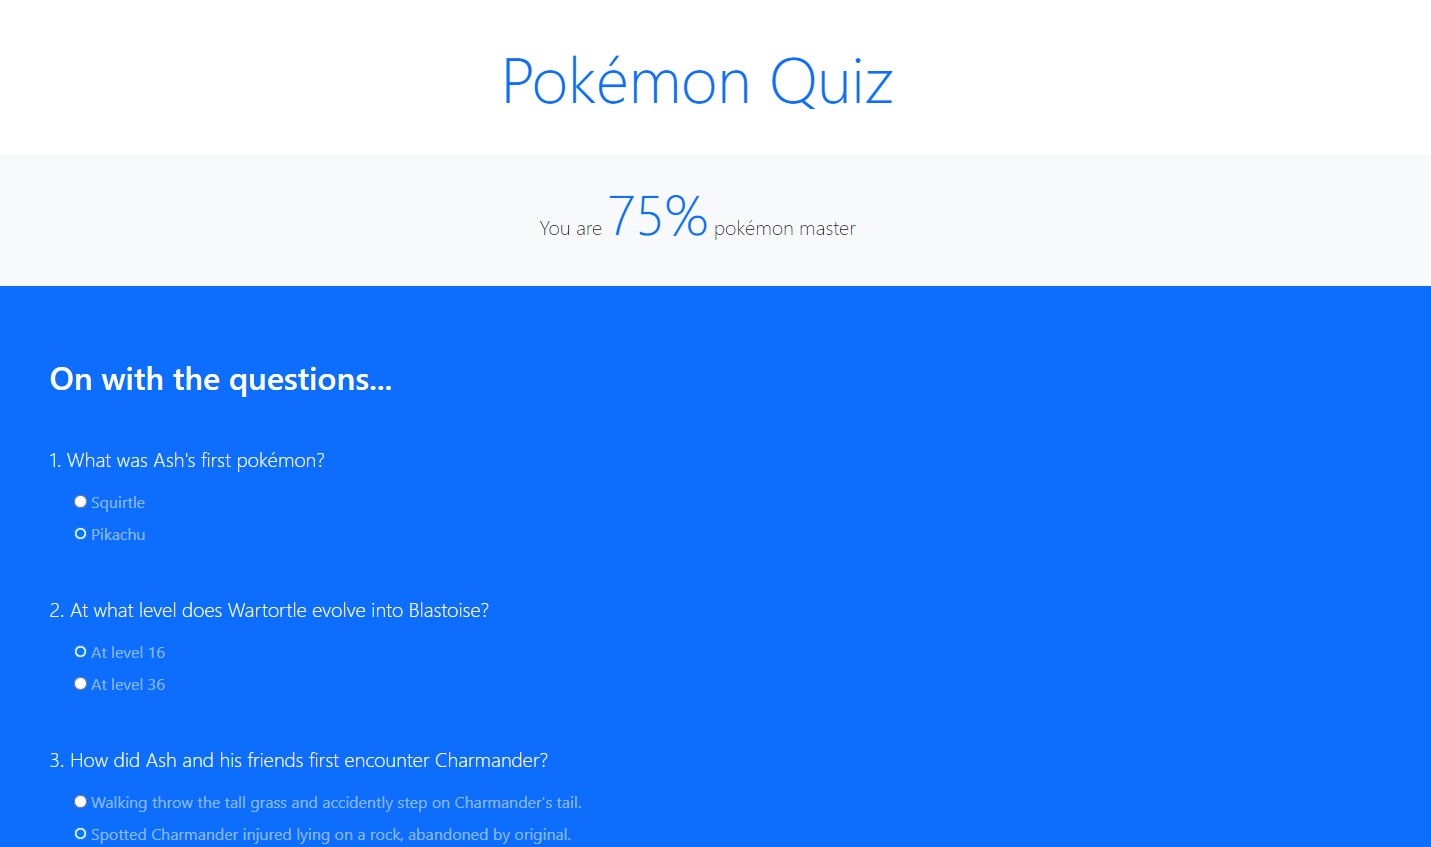 Pokémon Quiz
You are 75% pokémon master
On with the questions...
1. What was Ash's first pokémon?
Squirtle
Pikachu
2. At what level does Wartortle evolve into Blastoise?
At level 16
At level 36
3. How did Ash and his friends first encounter Charmander?
Walking throw the tall grass and accidently step on Charmander's tail.
Spotted Charmander injured lying on a rock, abandoned by original.